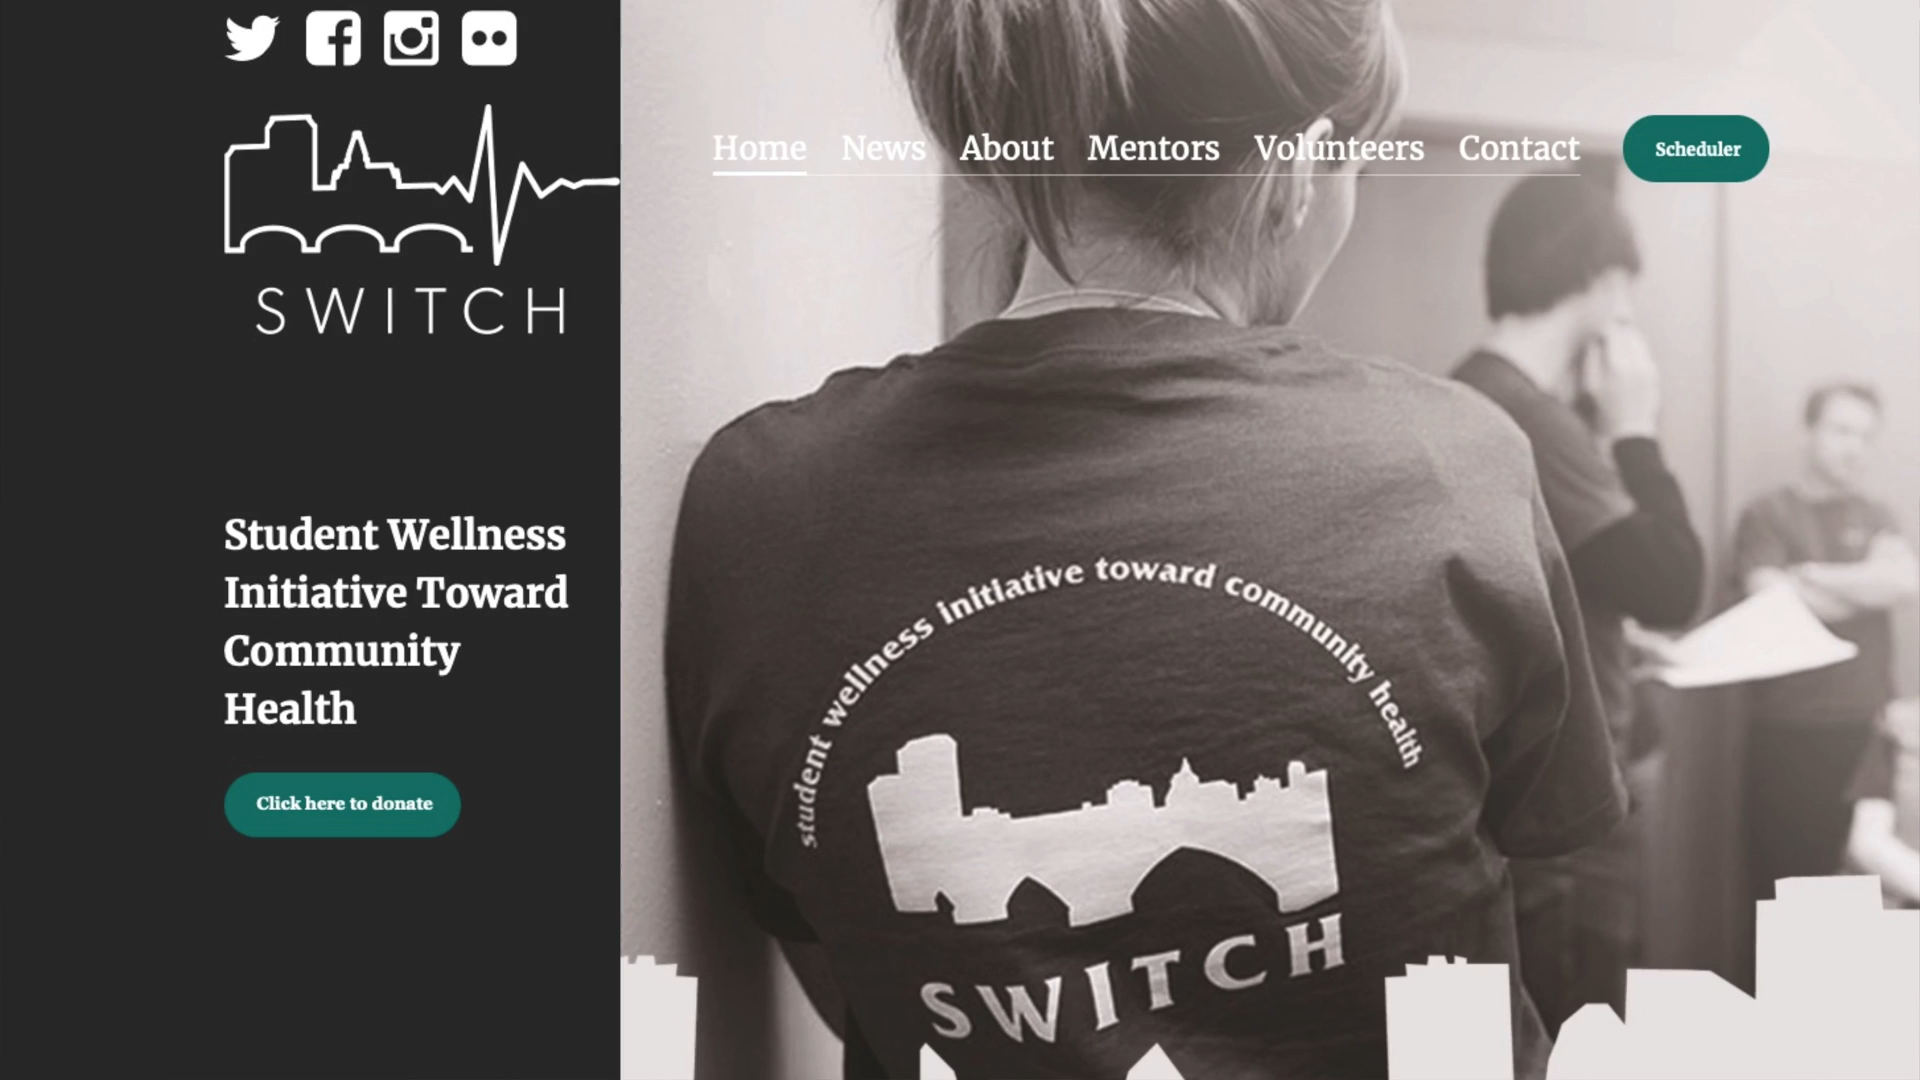 SWITCH
Student Wellness
Initiative Toward
Community
Health
Click here to donate
Home News About Mentors Volunteers Contact Scheduler
student wellness initiative toward community health
SWITCH